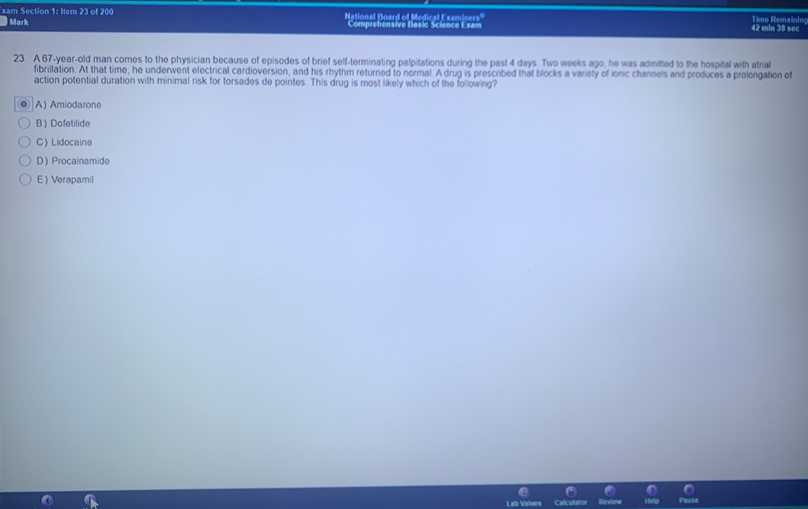 Exam Section 1: Item 23 of 200
National Board of Medical Examiners®
Time Remaining
Mark
Comprehensive Basic Science Exam
42 min 38 sec
23 A 67-year-old man comes to the physician because of episodes of brief self-terminating palpitations during the past 4 days. Two weeks ago, he was admitted to the hospital with atrial
fibrillation. At that time, he underwent electrical cardioversion, and his rhythm returned to normal. A drug is prescribed that blocks a variety of ionic channels and produces a prolongation of
action potential duration with minimal risk for torsades de pointes. This drug is most likely which of the following?
A) Amiodarone
B) Dofetilide
C) Lidocaine
D) Procainamide
E) Verapamil
Lab Values Calculator Review Help Pause